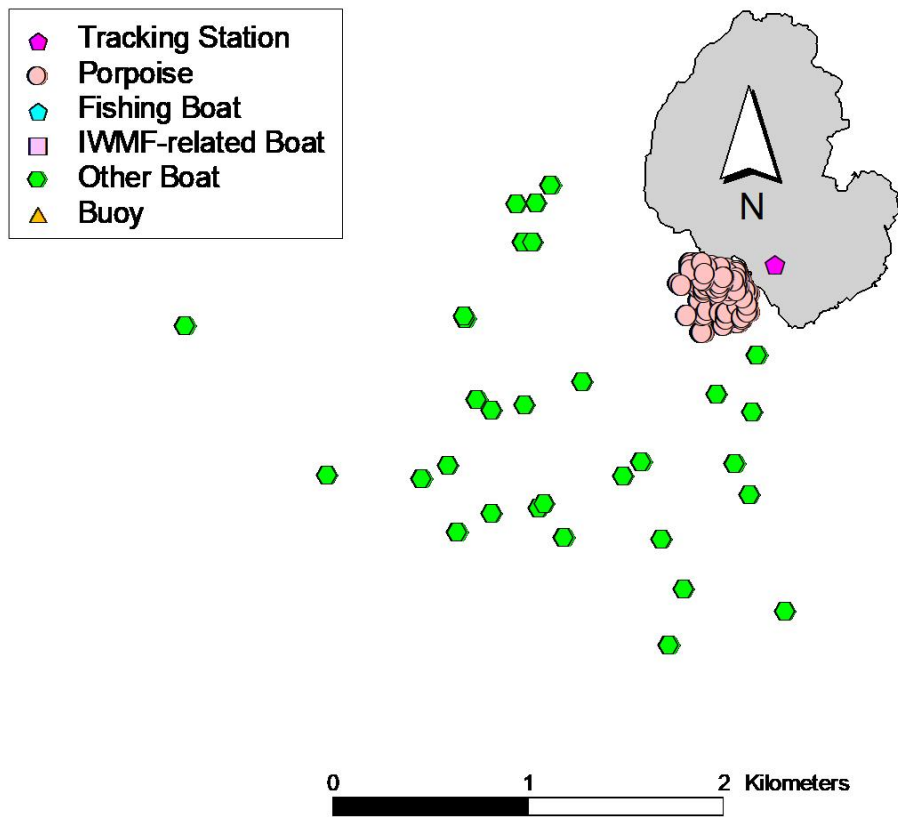 Tracking Station
Porpoise
Fishing Boat
IWMF-related Boat
Other Boat
Buoy
N
0 1 2 Kilometers